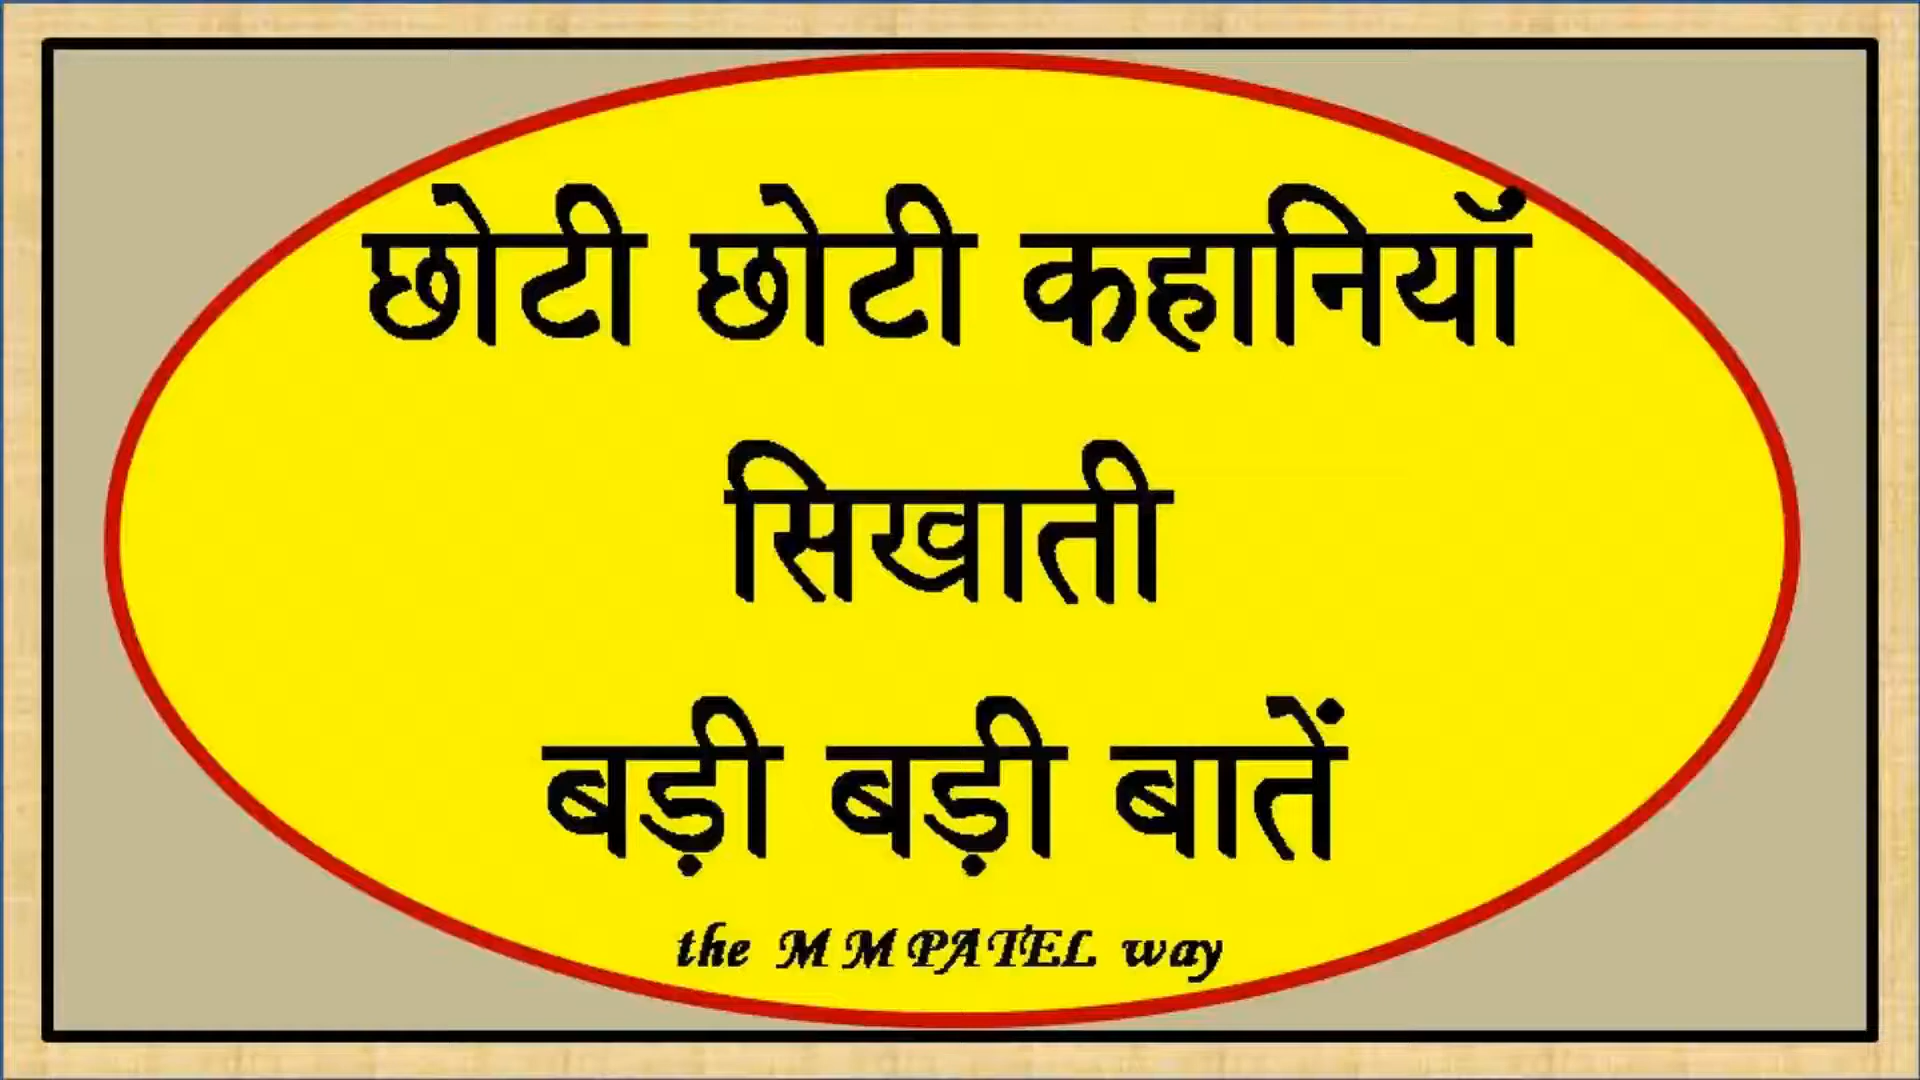 छोटी छोटी कहानियाँ
सिखाती
बड़ी बड़ी बातें
the M M PATEL way